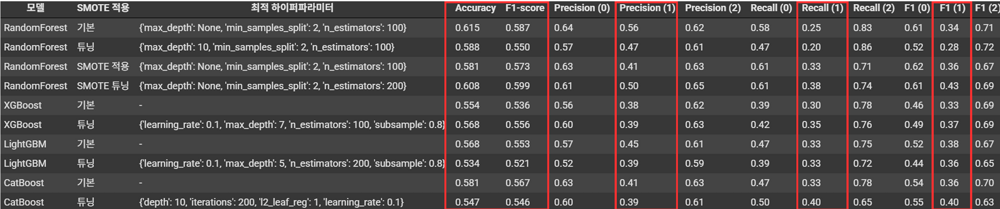 모델 SMOTE 적용 최적 하이퍼파라미터 Accuracy F1-score Precision (0) Precision (1) Precision (2) Recall (0) Recall (1) Recall (2) F1 (0) F1 (1) F1 (2)
RandomForest 기본 {'max_depth': None, 'min_samples_split': 2, 'n_estimators': 100} 0.615 0.587 0.64 0.56 0.62 0.58 0.25 0.83 0.61 0.34 0.71
RandomForest 튜닝 {'max_depth': 10, 'min_samples_split': 2, 'n_estimators': 100} 0.588 0.550 0.57 0.47 0.61 0.47 0.20 0.86 0.52 0.28 0.72
RandomForest SMOTE 적용 {'max_depth': None, 'min_samples_split': 2, 'n_estimators': 100} 0.581 0.573 0.63 0.41 0.63 0.61 0.33 0.71 0.62 0.36 0.67
RandomForest SMOTE 튜닝 {'max_depth': None, 'min_samples_split': 2, 'n_estimators': 200} 0.608 0.599 0.61 0.50 0.65 0.61 0.38 0.74 0.61 0.43 0.69
XGBoost 기본 - 0.554 0.536 0.56 0.38 0.62 0.39 0.30 0.78 0.46 0.33 0.69
XGBoost 튜닝 {'learning_rate': 0.1, 'max_depth': 7, 'n_estimators': 100, 'subsample': 0.8} 0.568 0.556 0.60 0.39 0.63 0.42 0.35 0.76 0.49 0.37 0.69
LightGBM 기본 - 0.568 0.553 0.57 0.45 0.61 0.47 0.33 0.75 0.52 0.38 0.67
LightGBM 튜닝 {'learning_rate': 0.1, 'max_depth': 5, 'n_estimators': 200, 'subsample': 0.8} 0.534 0.521 0.52 0.39 0.59 0.39 0.33 0.72 0.44 0.36 0.65
CatBoost 기본 - 0.581 0.567 0.63 0.41 0.63 0.47 0.33 0.78 0.54 0.36 0.70
CatBoost 튜닝 {'depth': 10, 'iterations': 200, 'l2_leaf_reg': 1, 'learning_rate': 0.1} 0.547 0.546 0.60 0.39 0.61 0.50 0.40 0.65 0.55 0.40 0.63